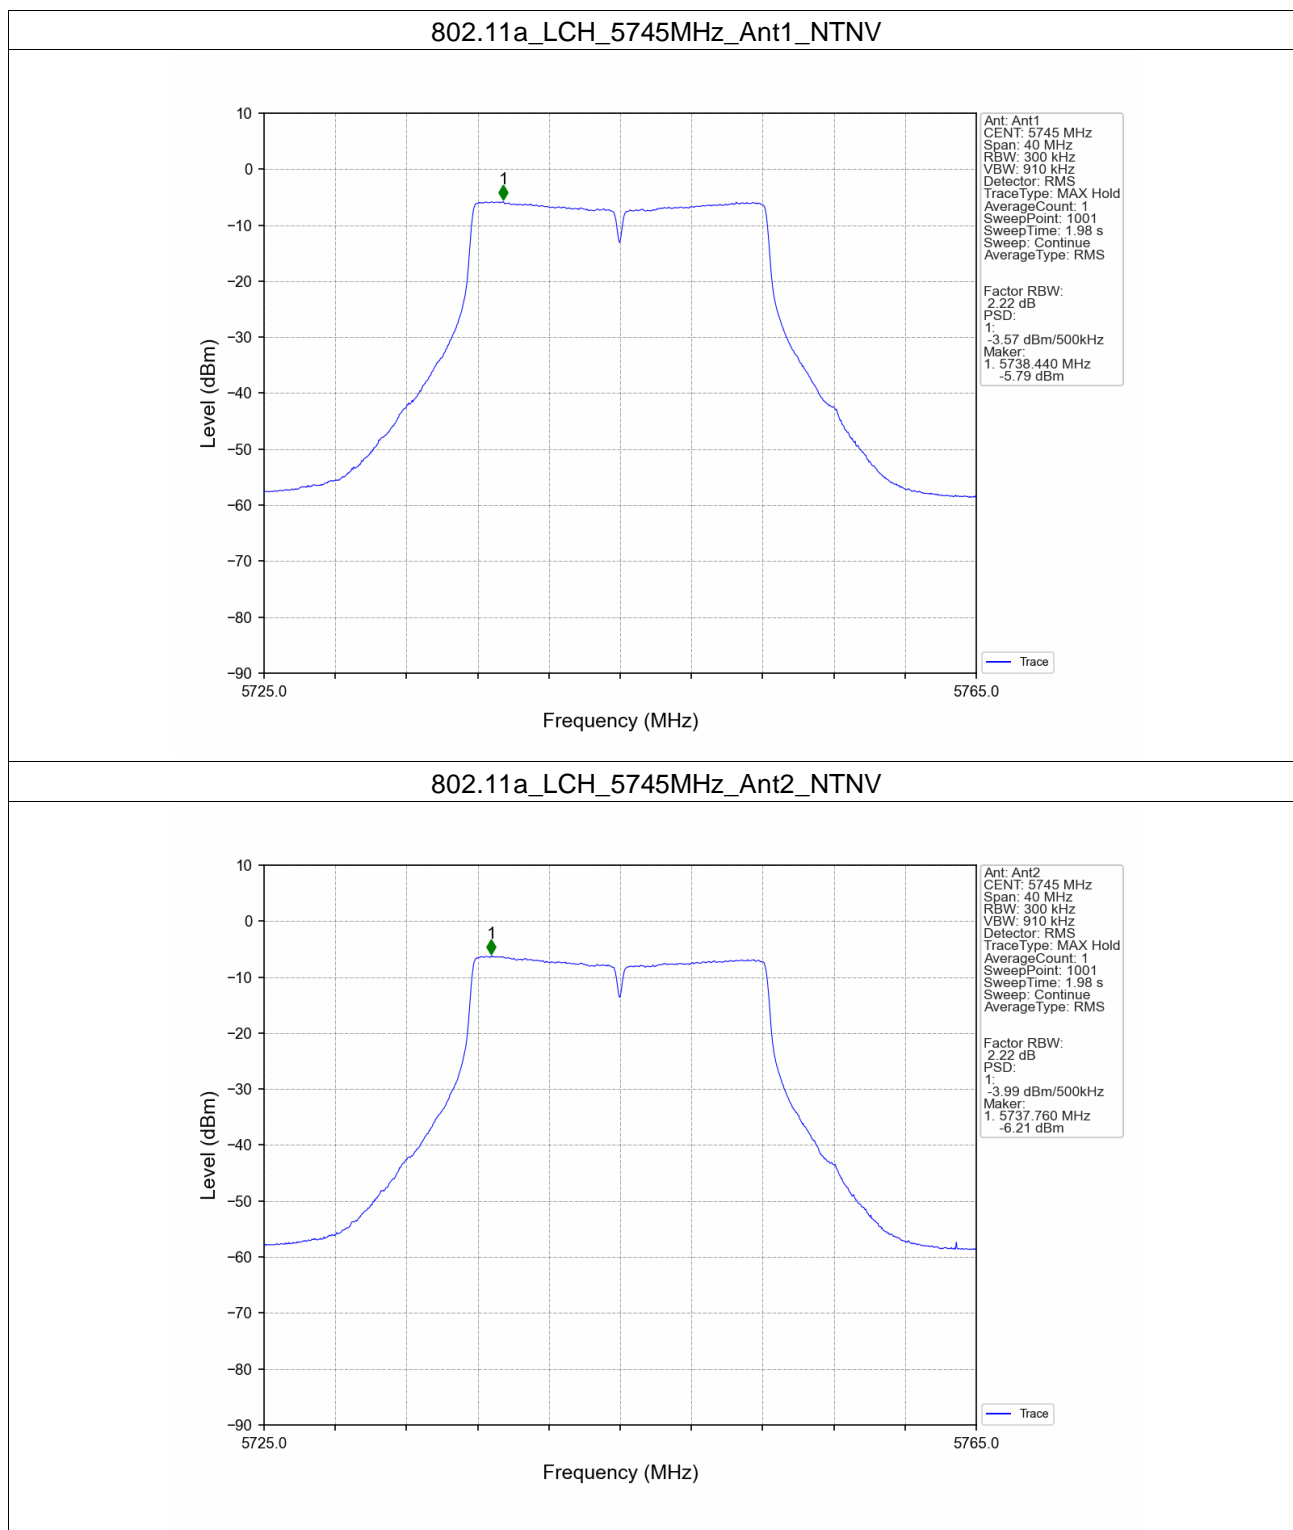 802.11a_LCH_5745MHz_Ant1_NTNV
10
0
−10
−20
−30
−40
−50
−60
−70
−80
−90
Level (dBm)
1
5725.0
5765.0
Frequency (MHz)
Ant: Ant1
CENT: 5745 MHz
Span: 40 MHz
RBW: 300 kHz
VBW: 910 kHz
Detector: RMS
TraceType: MAX Hold
AverageCount: 1
SweepPoint: 1001
SweepTime: 1.98 s
Sweep: Continue
AverageType: RMS
Factor RBW:
2.22 dB
PSD:
1:
-3.57 dBm/500kHz
Maker:
1. 5738.440 MHz
-5.79 dBm
Trace
802.11a_LCH_5745MHz_Ant2_NTNV
10
0
−10
−20
−30
−40
−50
−60
−70
−80
−90
Level (dBm)
1
5725.0
5765.0
Frequency (MHz)
Ant: Ant2
CENT: 5745 MHz
Span: 40 MHz
RBW: 300 kHz
VBW: 910 kHz
Detector: RMS
TraceType: MAX Hold
AverageCount: 1
SweepPoint: 1001
SweepTime: 1.98 s
Sweep: Continue
AverageType: RMS
Factor RBW:
2.22 dB
PSD:
1:
-3.99 dBm/500kHz
Maker:
1. 5737.760 MHz
-6.21 dBm
Trace